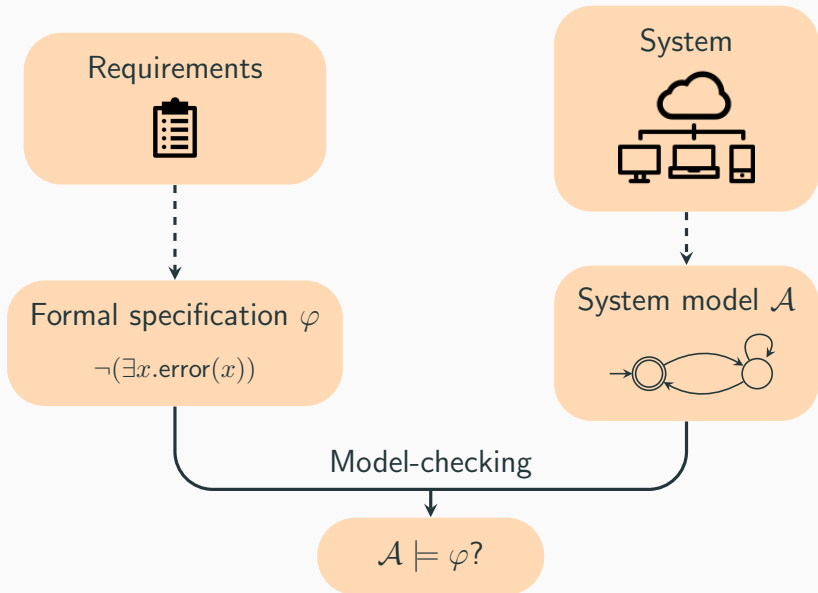 Requirements
System
Formal specification φ
¬(∃x.error(x))
System model 𝒜
Model-checking
𝒜 ⊨ φ?